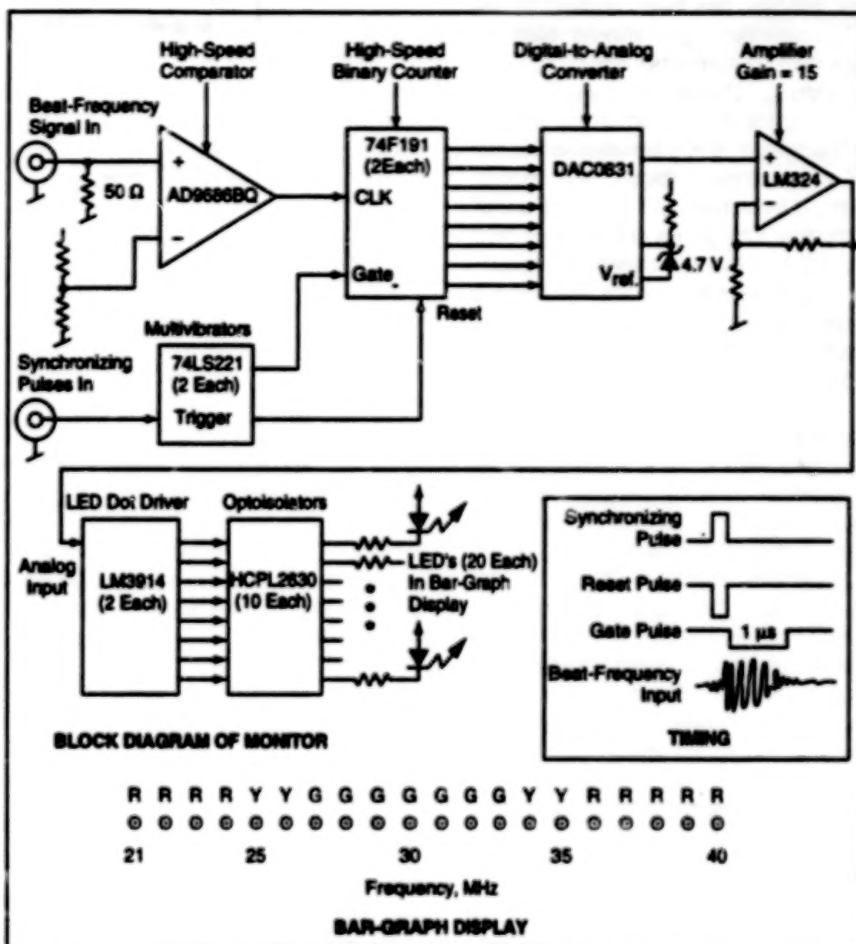 High-Speed
Comparator
High-Speed
Binary Counter
Digital-to-Analog
Converter
Amplifier
Gain = 15
Beat-Frequency
Signal In
50 Ω
+
AD9686BQ
−
74F191
(2Each)
CLK
Gate
Reset
DAC0831
Vref.
4.7 V
+
LM324
−
Multivibrators
74LS221
(2 Each)
Trigger
Synchronizing
Pulses In
LED Dot Driver
Optoisolators
Analog
Input
LM3914
(2 Each)
HCPL2630
(10 Each)
LED's (20 Each)
In Bar-Graph
Display
Synchronizing
Pulse
Reset Pulse
Gate Pulse
1 µs
Beat-Frequency
Input
TIMING
BLOCK DIAGRAM OF MONITOR
R R R R Y Y G G G G G G G Y Y R R R R R
21 25 30 35 40
Frequency, MHz
BAR-GRAPH DISPLAY